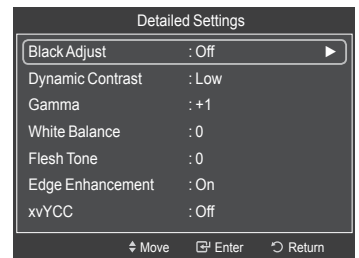 Detailed Settings
Black Adjust : Off ►
Dynamic Contrast : Low
Gamma : +1
White Balance : 0
Flesh Tone : 0
Edge Enhancement : On
xvYCC : Off
Move Enter Return